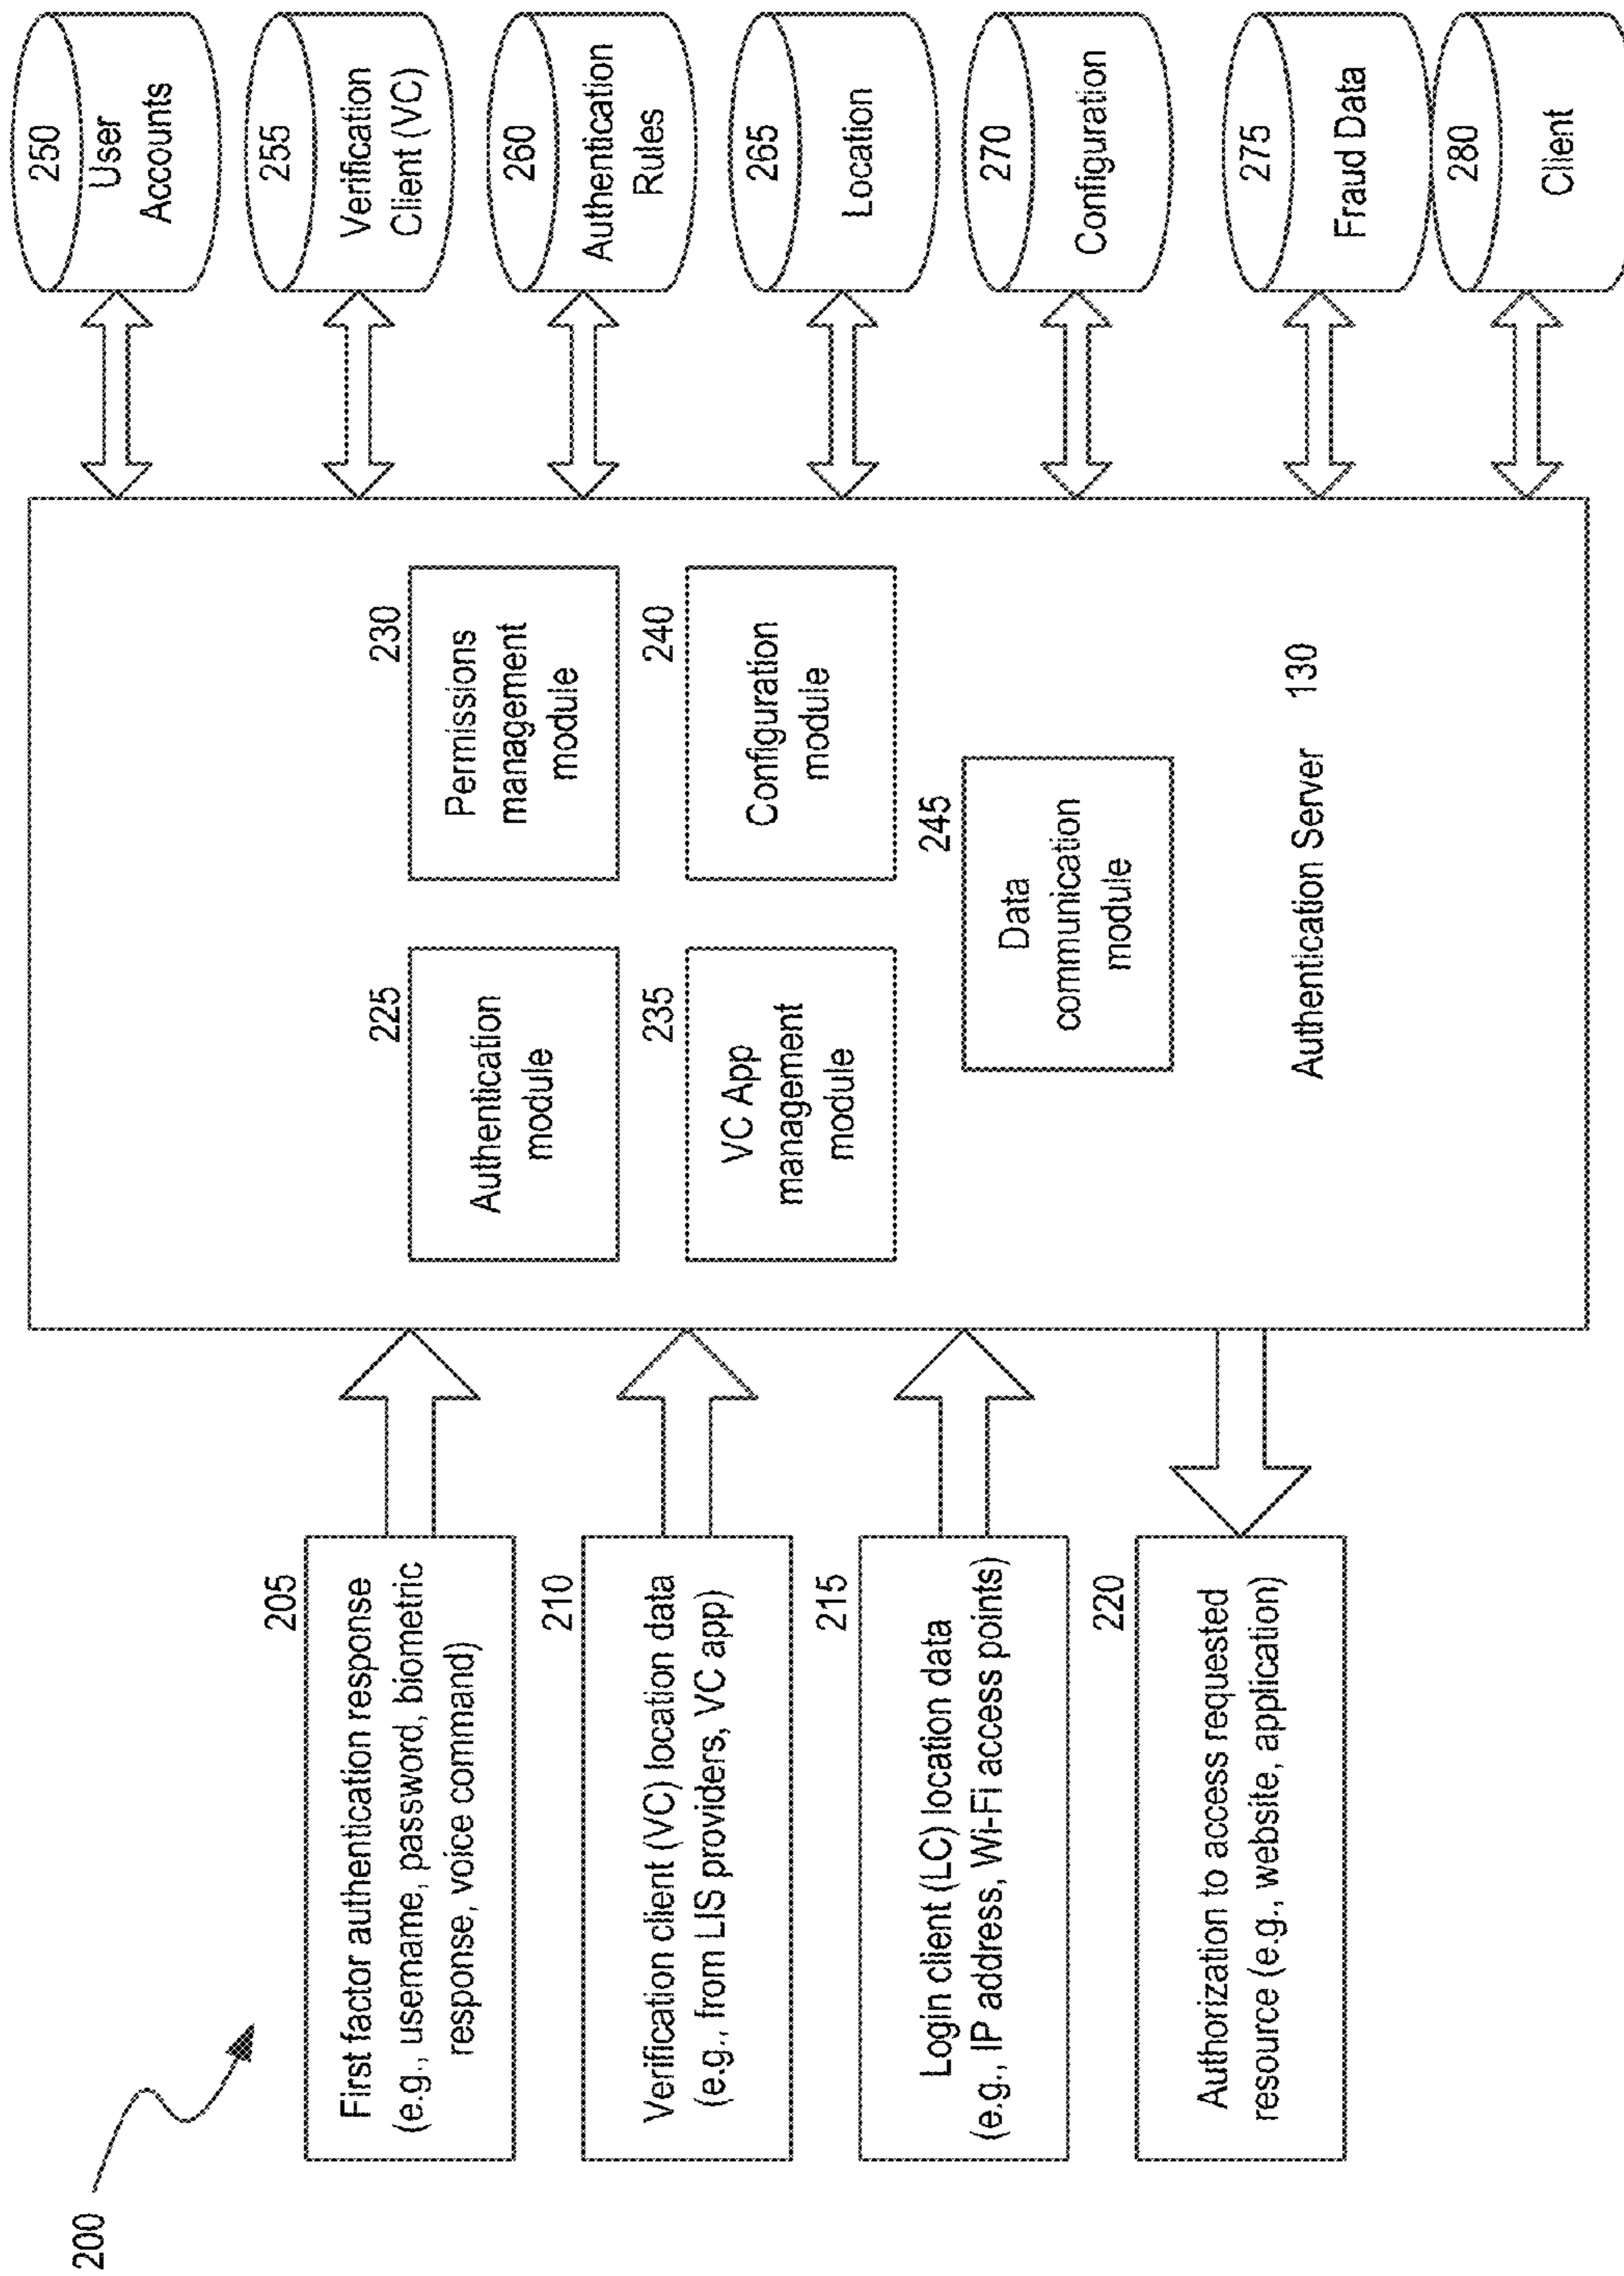 200
205
First factor authentication response
(e.g., username, password, biometric
response, voice command)
210
Verification client (VC) location data
(e.g., from LIS providers, VC app)
215
Login client (LC) location data
(e.g., IP address, Wi-Fi access points)
220
Authorization to access requested
resource (e.g., website, application)
225
Authentication
module
230
Permissions
management
module
235
VC App
management
module
240
Configuration
module
245
Data
communication
module
Authentication Server 130
250
User
Accounts
255
Verification
Client (VC)
260
Authentication
Rules
265
Location
270
Configuration
275
Fraud Data
280
Client